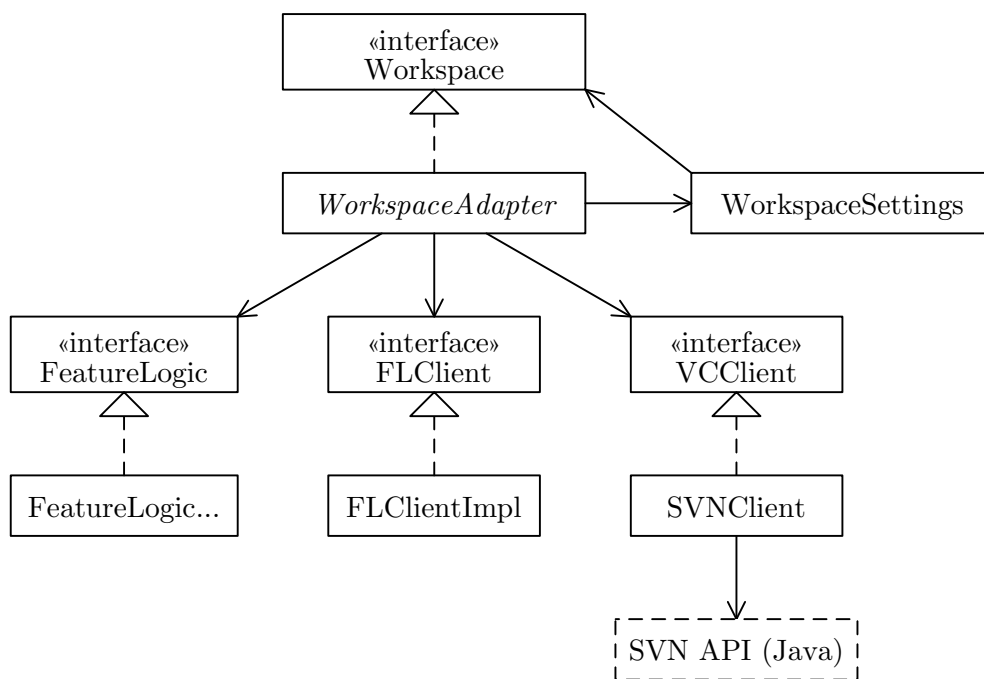 «interface»
Workspace
WorkspaceAdapter
WorkspaceSettings
«interface»
FeatureLogic
«interface»
FLClient
«interface»
VCClient
FeatureLogic...
FLClientImpl
SVNClient
SVN API (Java)